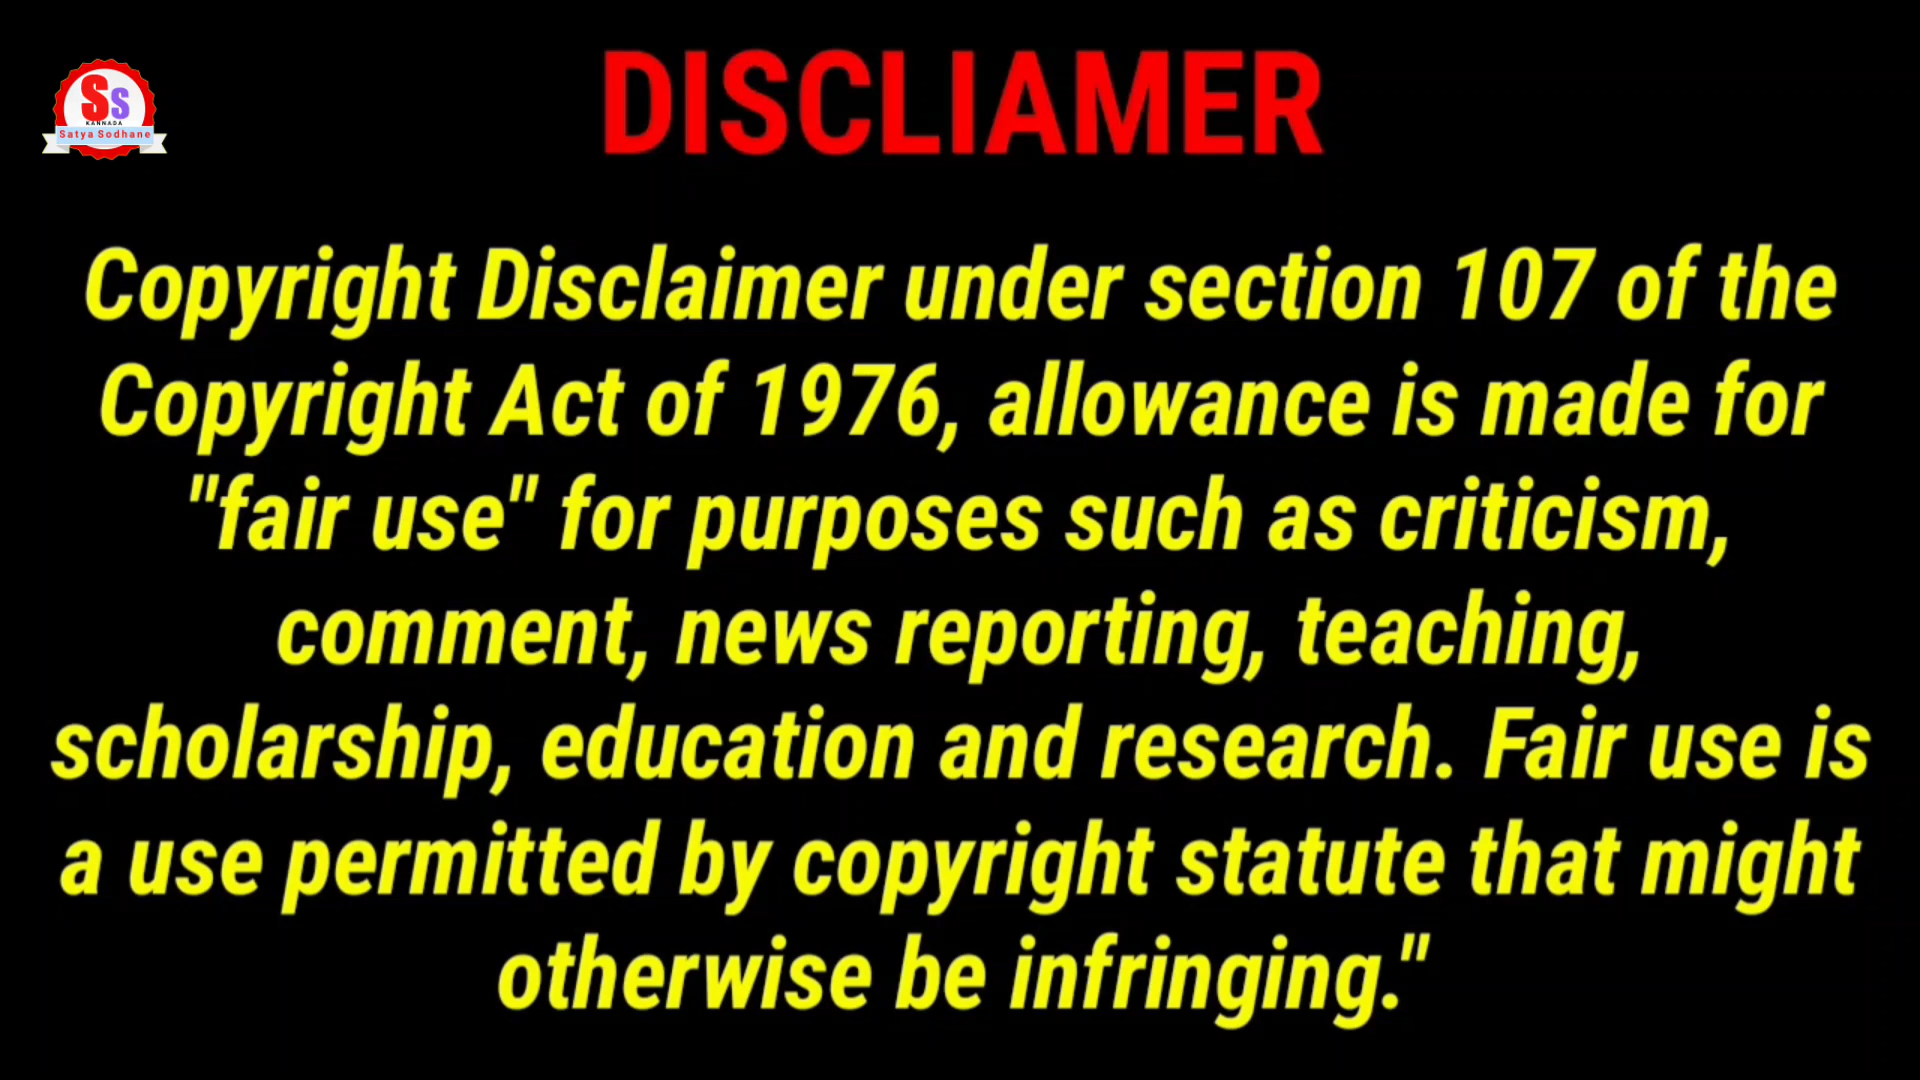 DISCLIAMER
Ss
KANNADA
Satya Sodhane
Copyright Disclaimer under section 107 of the
Copyright Act of 1976, allowance is made for
"fair use" for purposes such as criticism,
comment, news reporting, teaching,
scholarship, education and research. Fair use is
a use permitted by copyright statute that might
otherwise be infringing."